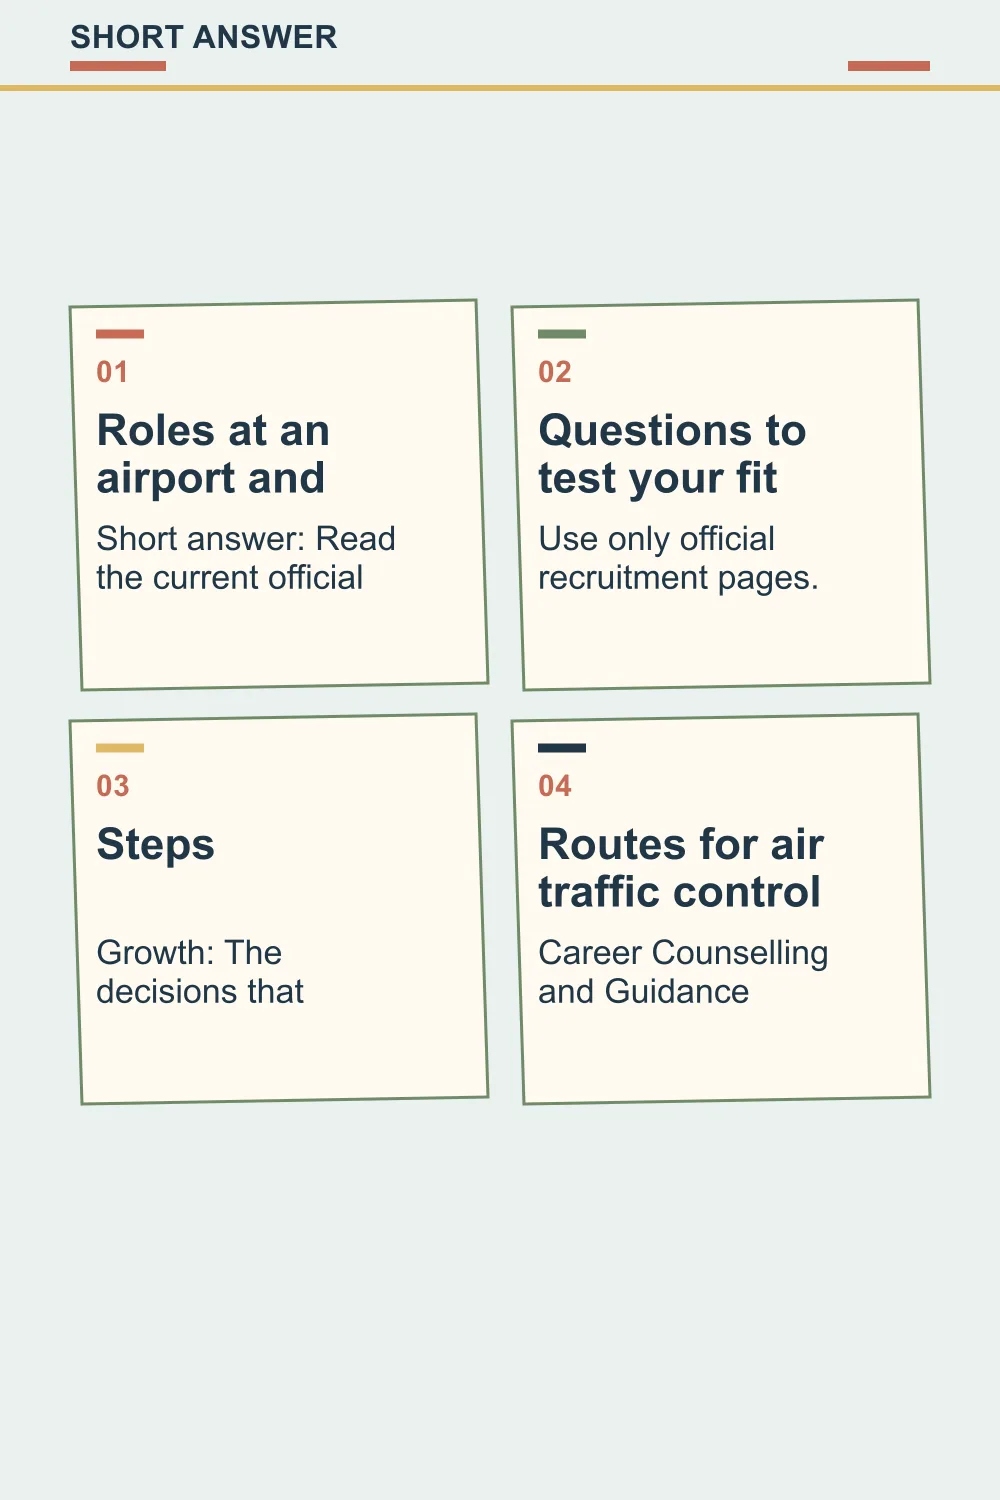 SHORT ANSWER
01
Roles at an
airport and
Short answer: Read
the current official
02
Questions to
test your fit
Use only official
recruitment pages.
03
Steps
Growth: The
decisions that
04
Routes for air
traffic control
Career Counselling
and Guidance